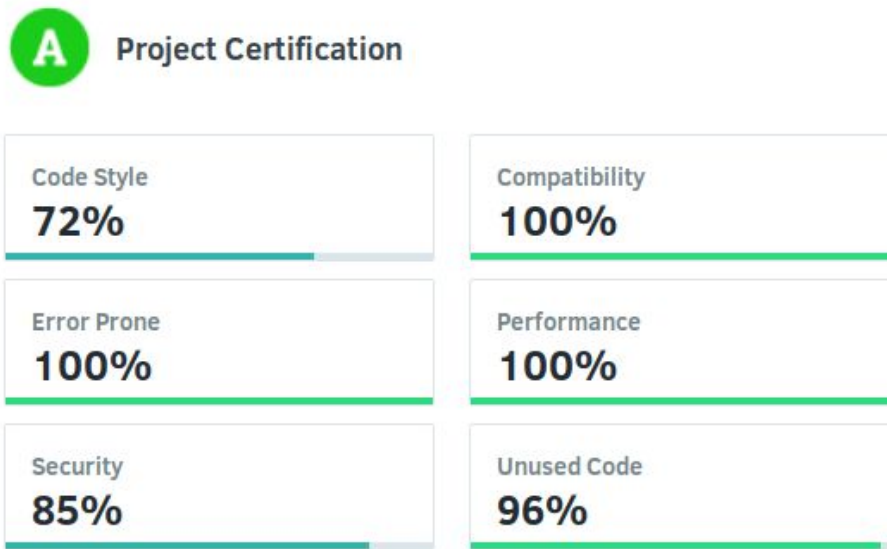 A Project Certification
Code Style
72%
Compatibility
100%
Error Prone
100%
Performance
100%
Security
85%
Unused Code
96%